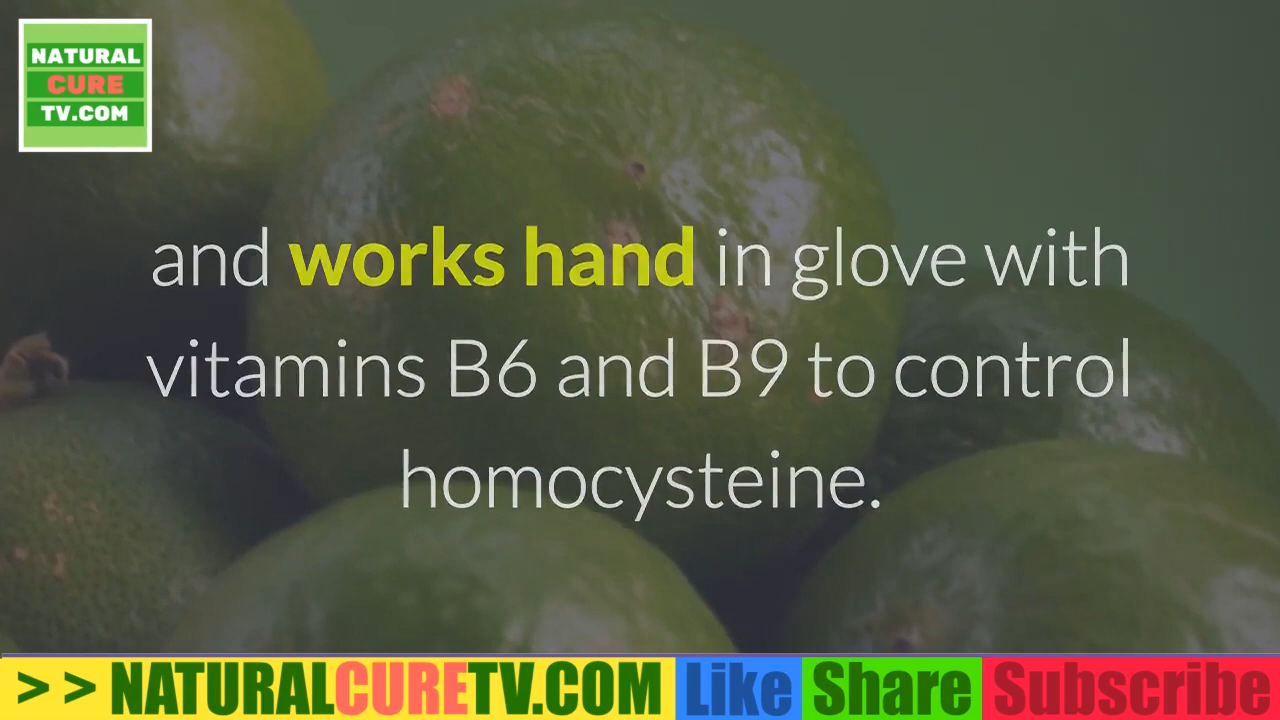 NATURAL
CURE
TV.COM
and works hand in glove with
vitamins B6 and B9 to control
homocysteine.
> > NATURALCURETV.COM Like Share Subscribe